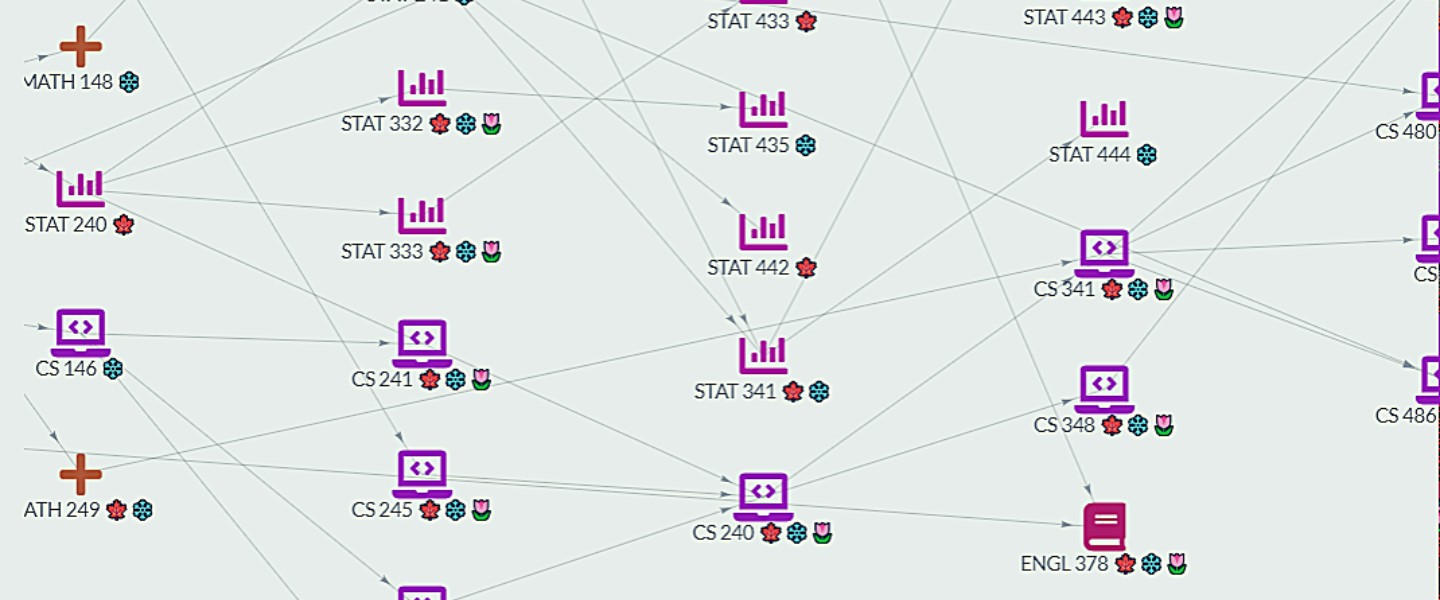 MATH 148
STAT 240
CS 146
ATH 249
STAT 332
STAT 333
CS 241
CS 245
STAT 433
STAT 435
STAT 442
STAT 341
CS 240
STAT 443
STAT 444
CS 341
CS 348
ENGL 378
CS 480
CS
CS 486